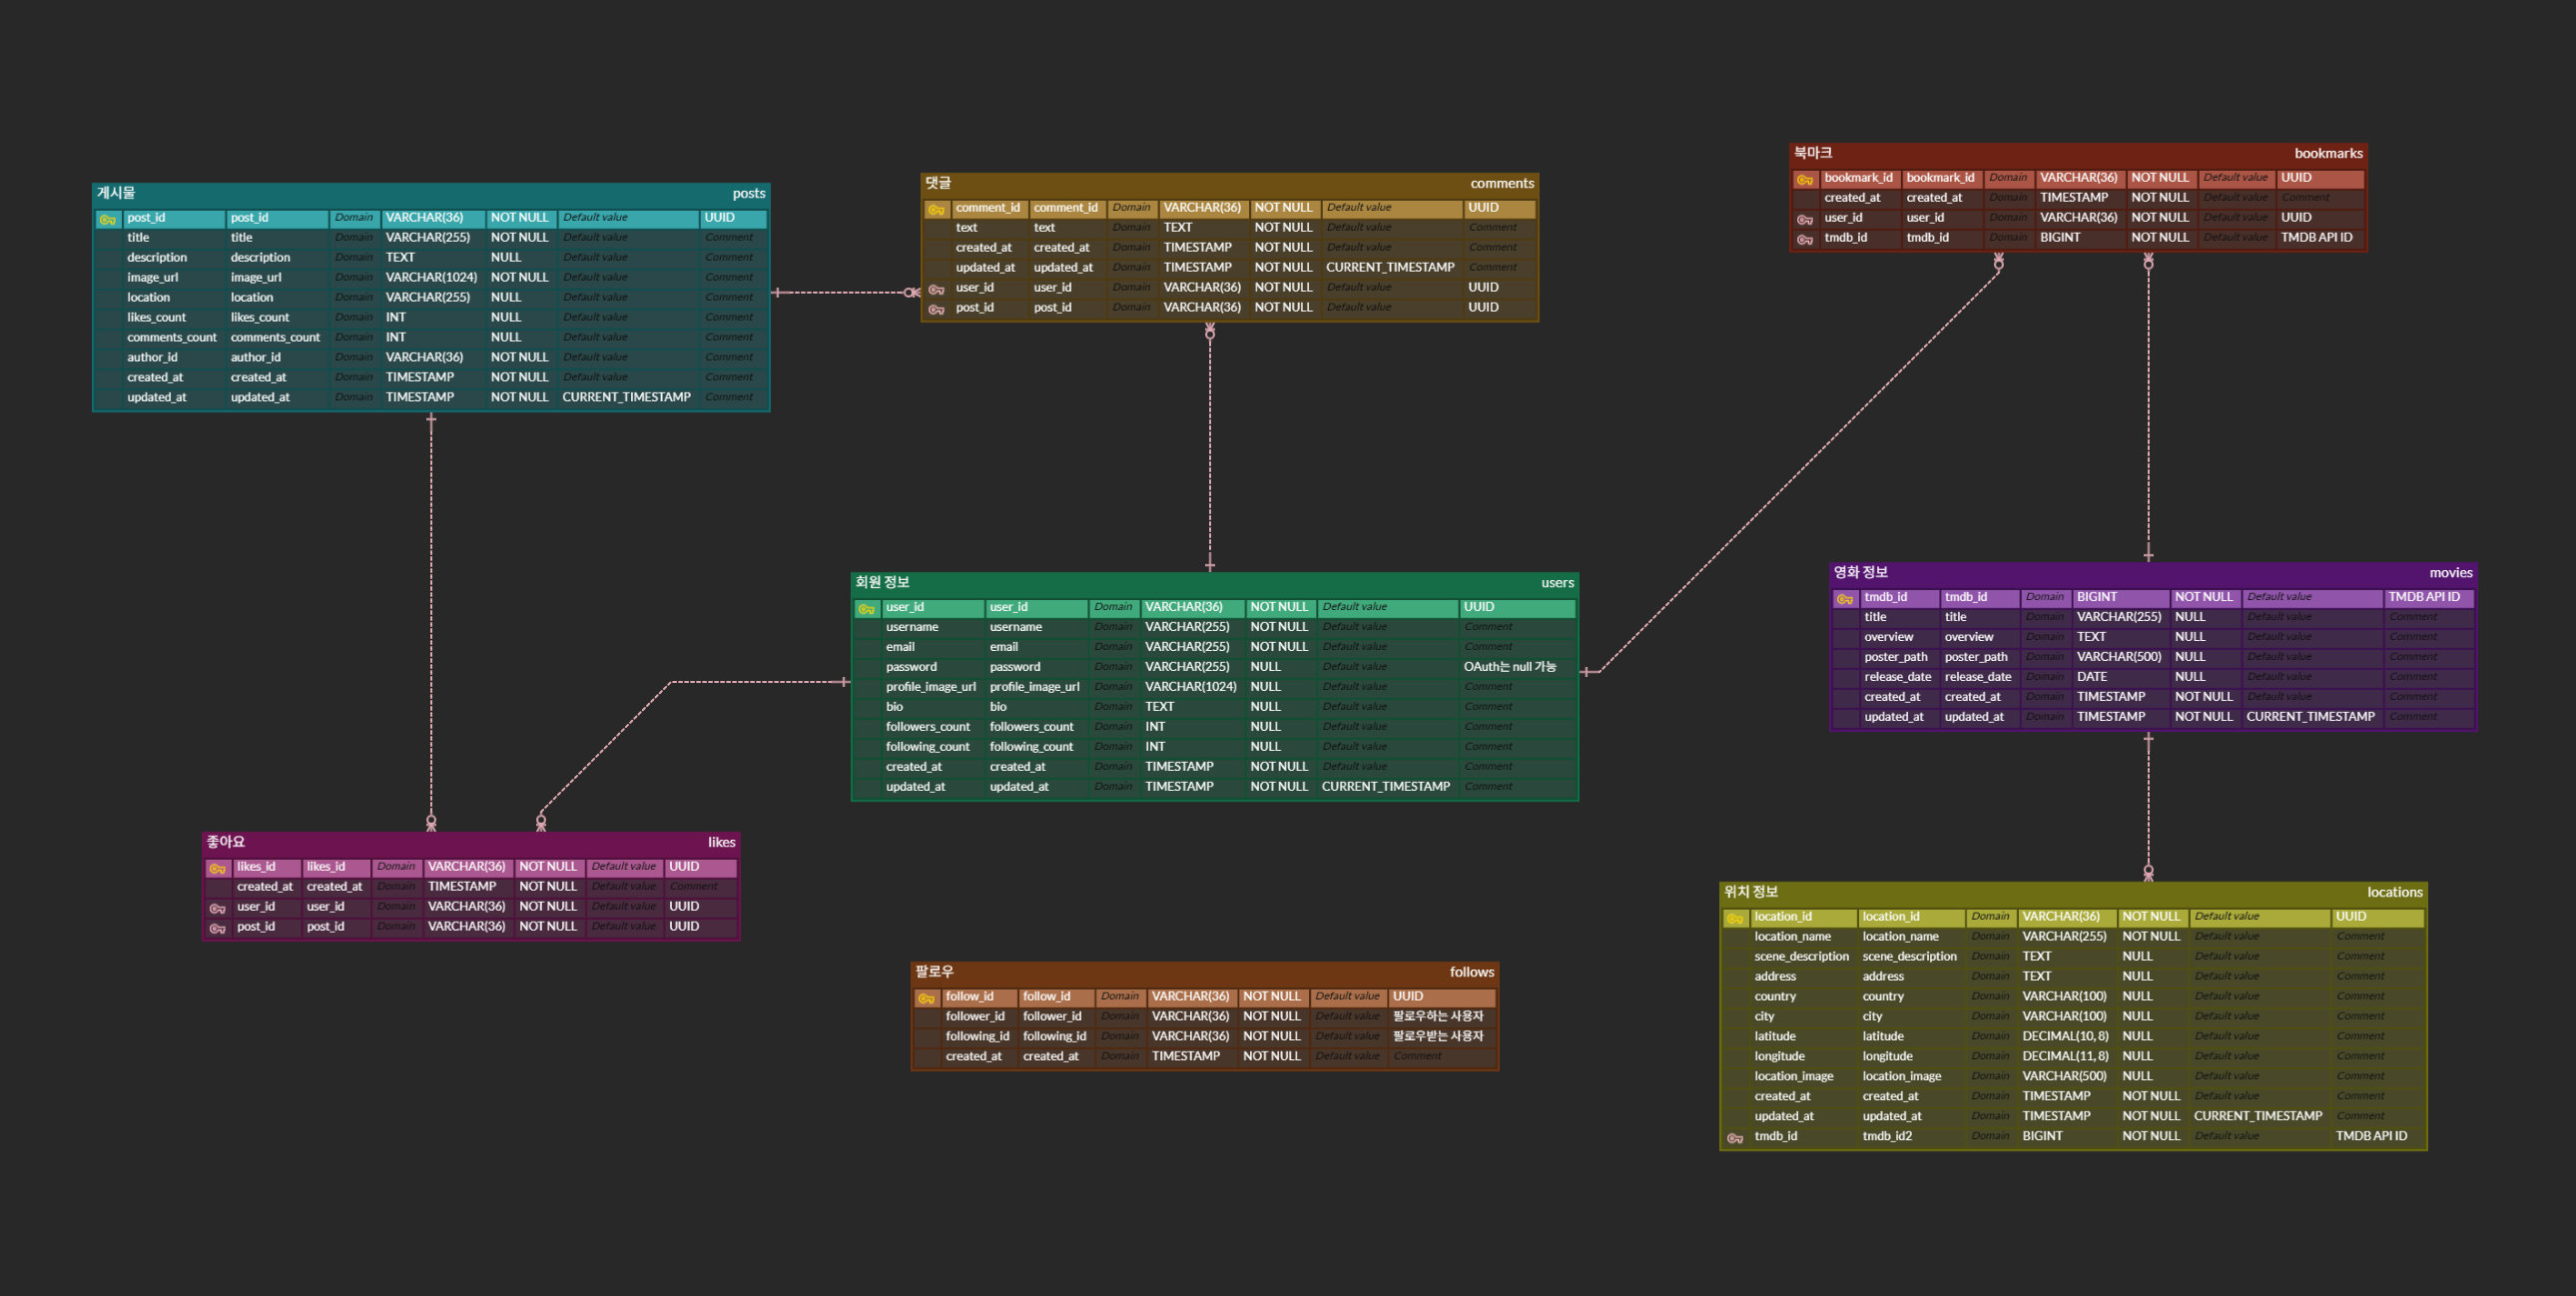 게시물 posts
post_id post_id Domain VARCHAR(36) NOT NULL Default value UUID
title title Domain VARCHAR(255) NOT NULL Default value Comment
description description Domain TEXT NULL Default value Comment
image_url image_url Domain VARCHAR(1024) NOT NULL Default value Comment
location location Domain VARCHAR(255) NULL Default value Comment
likes_count likes_count Domain INT NULL Default value Comment
comments_count comments_count Domain INT NULL Default value Comment
author_id author_id Domain VARCHAR(36) NOT NULL Default value Comment
created_at created_at Domain TIMESTAMP NOT NULL Default value Comment
updated_at updated_at Domain TIMESTAMP NOT NULL CURRENT_TIMESTAMP Comment
댓글 comments
comment_id comment_id Domain VARCHAR(36) NOT NULL Default value UUID
text text Domain TEXT NOT NULL Default value Comment
created_at created_at Domain TIMESTAMP NOT NULL Default value Comment
updated_at updated_at Domain TIMESTAMP NOT NULL CURRENT_TIMESTAMP Comment
user_id user_id Domain VARCHAR(36) NOT NULL Default value UUID
post_id post_id Domain VARCHAR(36) NOT NULL Default value UUID
북마크 bookmarks
bookmark_id bookmark_id Domain VARCHAR(36) NOT NULL Default value UUID
created_at created_at Domain TIMESTAMP NOT NULL Default value Comment
user_id user_id Domain VARCHAR(36) NOT NULL Default value UUID
tmdb_id tmdb_id Domain BIGINT NOT NULL Default value TMDB API ID
회원 정보 users
user_id user_id Domain VARCHAR(36) NOT NULL Default value UUID
username username Domain VARCHAR(255) NOT NULL Default value Comment
email email Domain VARCHAR(255) NOT NULL Default value Comment
password password Domain VARCHAR(255) NULL Default value OAuth는 null 가능
profile_image_url profile_image_url Domain VARCHAR(1024) NULL Default value Comment
bio bio Domain TEXT NULL Default value Comment
followers_count followers_count Domain INT NULL Default value Comment
following_count following_count Domain INT NULL Default value Comment
created_at created_at Domain TIMESTAMP NOT NULL Default value Comment
updated_at updated_at Domain TIMESTAMP NOT NULL CURRENT_TIMESTAMP Comment
영화 정보 movies
tmdb_id tmdb_id Domain BIGINT NOT NULL Default value TMDB API ID
title title Domain VARCHAR(255) NULL Default value Comment
overview overview Domain TEXT NULL Default value Comment
poster_path poster_path Domain VARCHAR(500) NULL Default value Comment
release_date release_date Domain DATE NULL Default value Comment
created_at created_at Domain TIMESTAMP NOT NULL Default value Comment
updated_at updated_at Domain TIMESTAMP NOT NULL CURRENT_TIMESTAMP Comment
좋아요 likes
likes_id likes_id Domain VARCHAR(36) NOT NULL Default value UUID
created_at created_at Domain TIMESTAMP NOT NULL Default value Comment
user_id user_id Domain VARCHAR(36) NOT NULL Default value UUID
post_id post_id Domain VARCHAR(36) NOT NULL Default value UUID
팔로우 follows
follow_id follow_id Domain VARCHAR(36) NOT NULL Default value UUID
follower_id follower_id Domain VARCHAR(36) NOT NULL Default value 팔로우하는 사용자
following_id following_id Domain VARCHAR(36) NOT NULL Default value 팔로우받는 사용자
created_at created_at Domain TIMESTAMP NOT NULL Default value Comment
위치 정보 locations
location_id location_id Domain VARCHAR(36) NOT NULL Default value UUID
location_name location_name Domain VARCHAR(255) NOT NULL Default value Comment
scene_description scene_description Domain TEXT NULL Default value Comment
address address Domain TEXT NULL Default value Comment
country country Domain VARCHAR(100) NULL Default value Comment
city city Domain VARCHAR(100) NULL Default value Comment
latitude latitude Domain DECIMAL(10, 8) NULL Default value Comment
longitude longitude Domain DECIMAL(11, 8) NULL Default value Comment
location_image location_image Domain VARCHAR(500) NULL Default value Comment
created_at created_at Domain TIMESTAMP NOT NULL Default value Comment
updated_at updated_at Domain TIMESTAMP NOT NULL CURRENT_TIMESTAMP Comment
tmdb_id tmdb_id2 Domain BIGINT NOT NULL Default value TMDB API ID